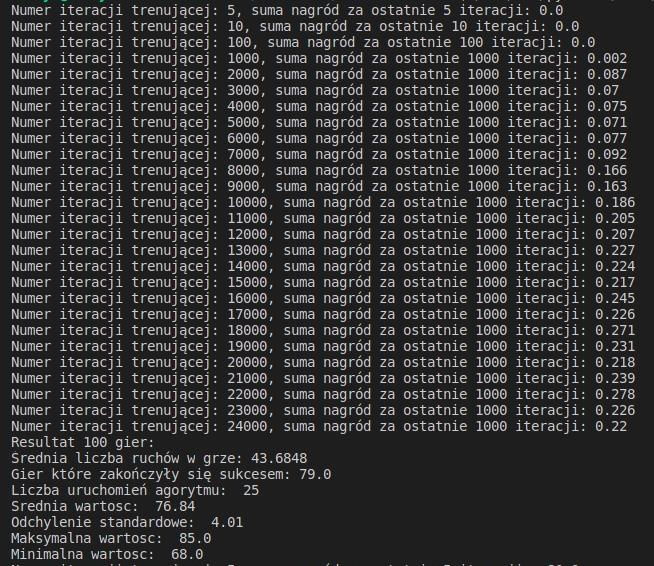 Numer iteracji trenującej: 5, suma nagród za ostatnie 5 iteracji: 0.0
Numer iteracji trenującej: 10, suma nagród za ostatnie 10 iteracji: 0.0
Numer iteracji trenującej: 100, suma nagród za ostatnie 100 iteracji: 0.0
Numer iteracji trenującej: 1000, suma nagród za ostatnie 1000 iteracji: 0.002
Numer iteracji trenującej: 2000, suma nagród za ostatnie 1000 iteracji: 0.087
Numer iteracji trenującej: 3000, suma nagród za ostatnie 1000 iteracji: 0.07
Numer iteracji trenującej: 4000, suma nagród za ostatnie 1000 iteracji: 0.075
Numer iteracji trenującej: 5000, suma nagród za ostatnie 1000 iteracji: 0.071
Numer iteracji trenującej: 6000, suma nagród za ostatnie 1000 iteracji: 0.077
Numer iteracji trenującej: 7000, suma nagród za ostatnie 1000 iteracji: 0.092
Numer iteracji trenującej: 8000, suma nagród za ostatnie 1000 iteracji: 0.166
Numer iteracji trenującej: 9000, suma nagród za ostatnie 1000 iteracji: 0.163
Numer iteracji trenującej: 10000, suma nagród za ostatnie 1000 iteracji: 0.186
Numer iteracji trenującej: 11000, suma nagród za ostatnie 1000 iteracji: 0.205
Numer iteracji trenującej: 12000, suma nagród za ostatnie 1000 iteracji: 0.207
Numer iteracji trenującej: 13000, suma nagród za ostatnie 1000 iteracji: 0.227
Numer iteracji trenującej: 14000, suma nagród za ostatnie 1000 iteracji: 0.224
Numer iteracji trenującej: 15000, suma nagród za ostatnie 1000 iteracji: 0.217
Numer iteracji trenującej: 16000, suma nagród za ostatnie 1000 iteracji: 0.245
Numer iteracji trenującej: 17000, suma nagród za ostatnie 1000 iteracji: 0.226
Numer iteracji trenującej: 18000, suma nagród za ostatnie 1000 iteracji: 0.271
Numer iteracji trenującej: 19000, suma nagród za ostatnie 1000 iteracji: 0.231
Numer iteracji trenującej: 20000, suma nagród za ostatnie 1000 iteracji: 0.218
Numer iteracji trenującej: 21000, suma nagród za ostatnie 1000 iteracji: 0.239
Numer iteracji trenującej: 22000, suma nagród za ostatnie 1000 iteracji: 0.278
Numer iteracji trenującej: 23000, suma nagród za ostatnie 1000 iteracji: 0.226
Numer iteracji trenującej: 24000, suma nagród za ostatnie 1000 iteracji: 0.22
Resultat 100 gier:
Srednia liczba ruchów w grze: 43.6848
Gier które zakończyły się sukcesem: 79.0
Liczba uruchomień agorytmu:  25
Srednia wartosc:  76.84
Odchylenie standardowe:  4.01
Maksymalna wartosc:  85.0
Minimalna wartosc:  68.0